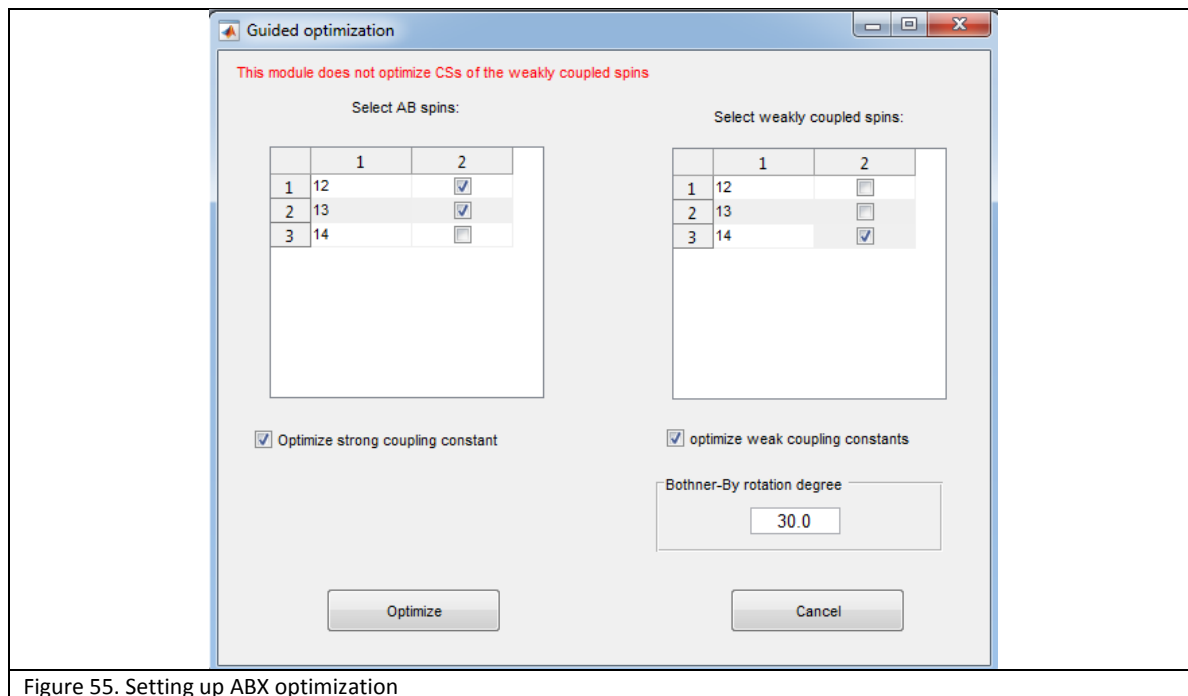 Guided optimization
This module does not optimize CSs of the weakly coupled spins
Select AB spins:
1 2
1 12
2 13
3 14
Optimize strong coupling constant
Select weakly coupled spins:
1 2
1 12
2 13
3 14
optimize weak coupling constants
Bothner-By rotation degree
30.0
Optimize
Cancel
Figure 55. Setting up ABX optimization